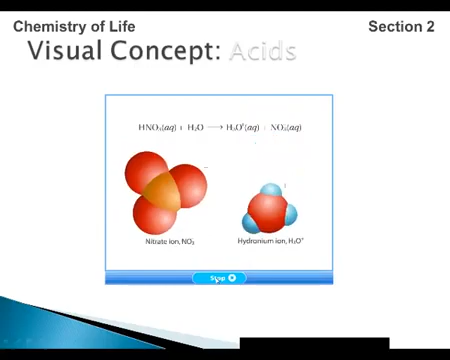 Chemistry of Life
Section 2
Visual Concept: Acids
HNO₃(aq) + H₂O ⟶ H₃O⁺(aq) + NO₃⁻(aq)
Nitrate ion, NO₃⁻
Hydronium ion, H₃O⁺
Stop